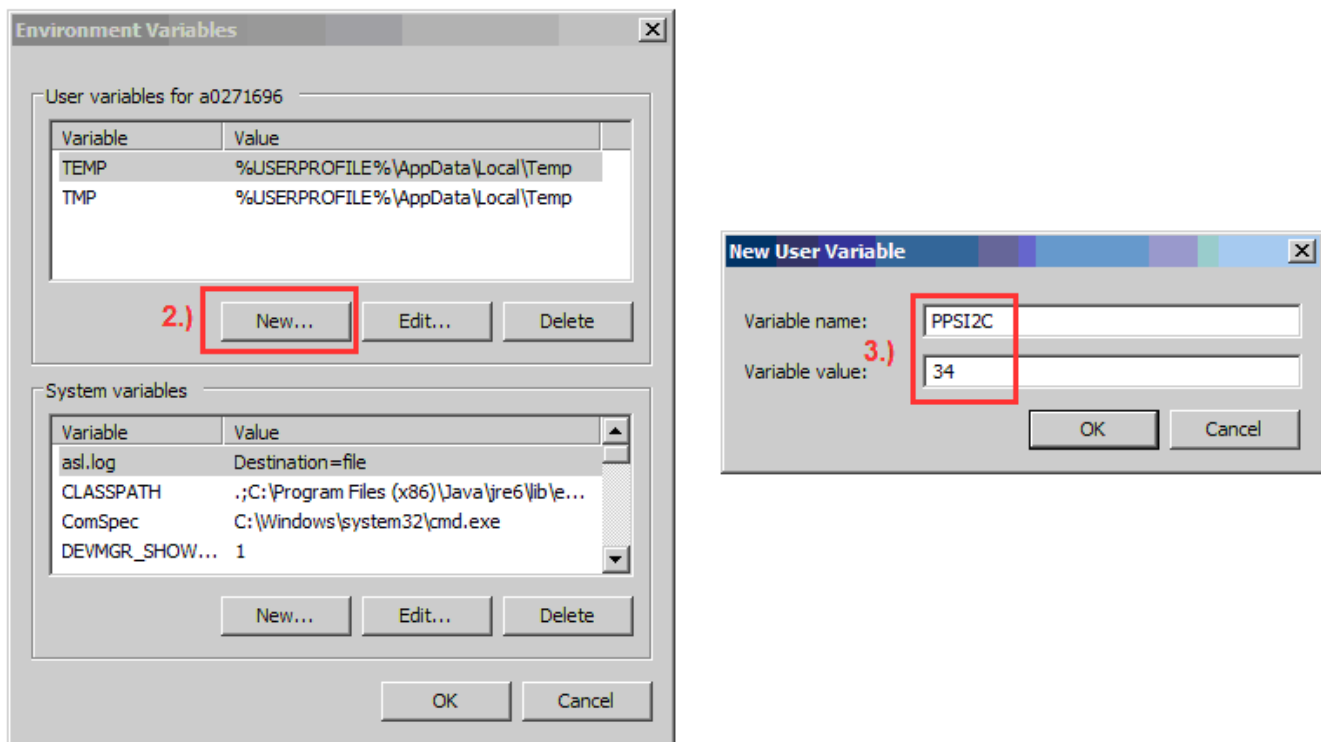 Environment Variables
User variables for a0271696
Variable Value
TEMP %USERPROFILE%\AppData\Local\Temp
TMP %USERPROFILE%\AppData\Local\Temp
2.) New... Edit... Delete
System variables
Variable Value
asl.log Destination=file
CLASSPATH .;C:\Program Files (x86)\Java\jre6\lib\e...
ComSpec C:\Windows\system32\cmd.exe
DEVMGR_SHOW... 1
New... Edit... Delete
OK Cancel
New User Variable
Variable name: PPSI2C
3.)
Variable value: 34
OK Cancel